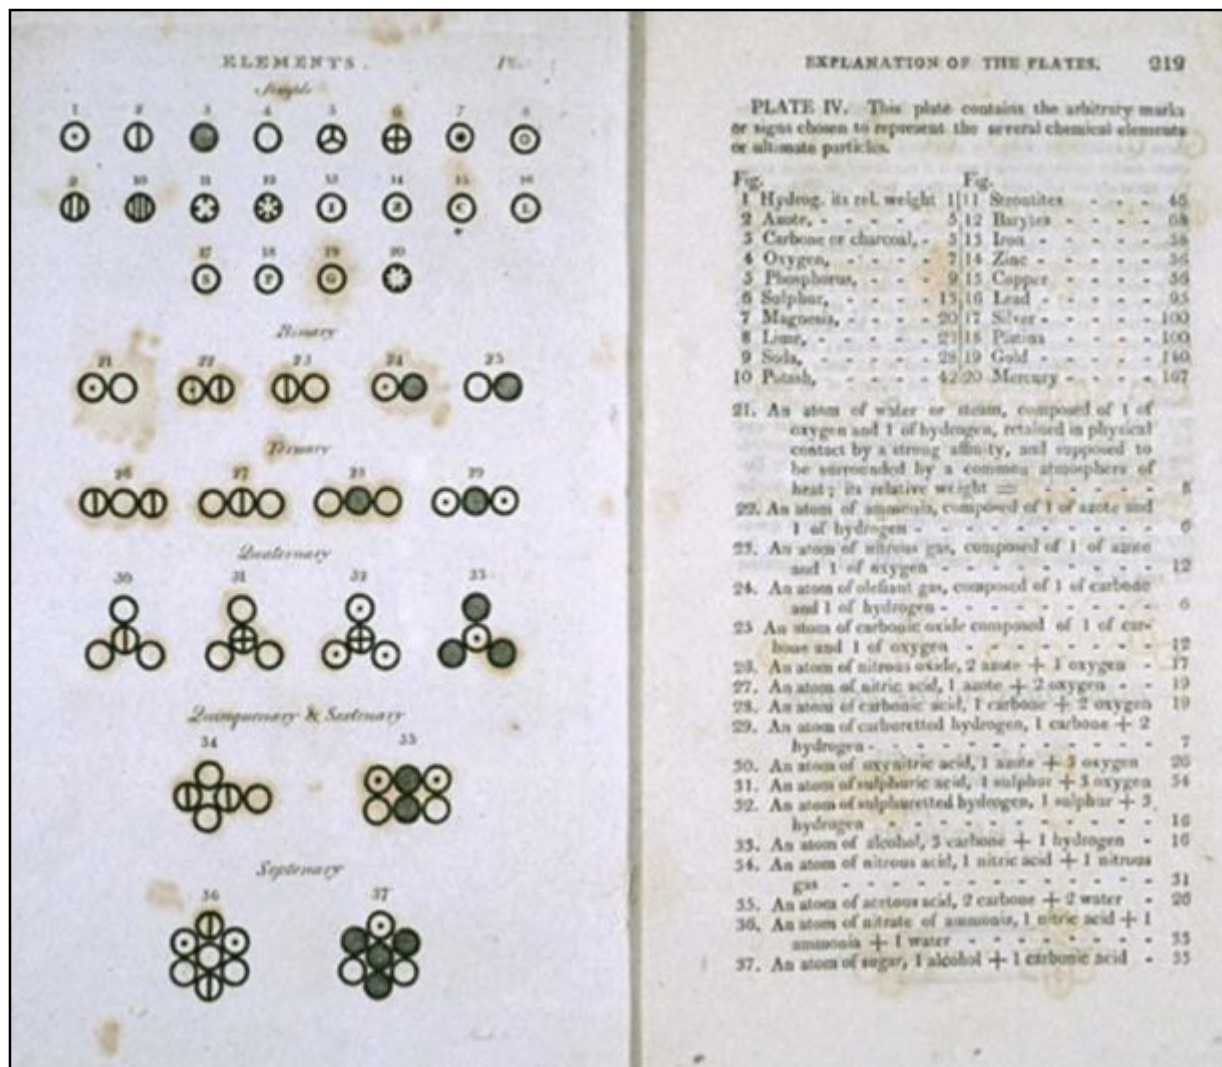 ELEMENTS.
Simple
1 2 3 4 5 6 7 8
9 10 11 12 13 14 15 16
I Z C L
17 18 19 20
S P G
Binary
21 22 23 24 25
Ternary
26 27 28 29
Quaternary
30 31 32 33
Quinquenary & Sextenary
34 35
Septenary
36 37
EXPLANATION OF THE PLATES. 219
PLATE IV. This plate contains the arbitrary marks
or signs chosen to represent the several chemical elements
or ultimate particles.
Fig. Fig.
1 Hydrog. its rel. weight 1 11 Strontites - - - 46
2 Azote, - - - - 5 12 Barytes - - - - 68
3 Carbone or charcoal, - 5 13 Iron - - - - - 38
4 Oxygen, - - - - 7 14 Zinc - - - - - 56
5 Phosphorus, - - - 9 15 Copper - - - - 56
6 Sulphur, - - - - 13 16 Lead - - - - - 95
7 Magnesia, - - - - 20 17 Silver - - - - - 100
8 Lime, - - - - - 23 18 Platina - - - - 100
9 Soda, - - - - - 28 19 Gold - - - - - 140
10 Potash, - - - - 42 20 Mercury - - - - 167
21. An atom of water or steam, composed of 1 of
oxygen and 1 of hydrogen, retained in physical
contact by a strong affinity, and supposed to
be surrounded by a common atmosphere of
heat; its relative weight = - - - - - 8
22. An atom of ammonia, composed of 1 of azote and
1 of hydrogen - - - - - - - - - 6
23. An atom of nitrous gas, composed of 1 of azote
and 1 of oxygen - - - - - - - - - 12
24. An atom of olefiant gas, composed of 1 of carbone
and 1 of hydrogen - - - - - - - - 6
25 An atom of carbonic oxide composed of 1 of car-
bone and 1 of oxygen - - - - - - - 12
26. An atom of nitrous oxide, 2 azote + 1 oxygen - 17
27. An atom of nitric acid, 1 azote + 2 oxygen - - 19
28. An atom of carbonic acid, 1 carbone + 2 oxygen 19
29. An atom of carburetted hydrogen, 1 carbone + 2
hydrogen - - - - - - - - - - - 7
30. An atom of oxynitric acid, 1 azote + 3 oxygen 26
31. An atom of sulphuric acid, 1 sulphur + 3 oxygen 34
32. An atom of sulphuretted hydrogen, 1 sulphur + 3
hydrogen - - - - - - - - - - - 16
33. An atom of alcohol, 3 carbone + 1 hydrogen - 16
34. An atom of nitrous acid, 1 nitric acid + 1 nitrous
gas - - - - - - - - - - - - - 31
35. An atom of acetous acid, 2 carbone + 2 water - 26
36. An atom of nitrate of ammonia, 1 nitric acid + 1
ammonia + 1 water - - - - - - - 33
37. An atom of sugar, 1 alcohol + 1 carbonic acid - 35